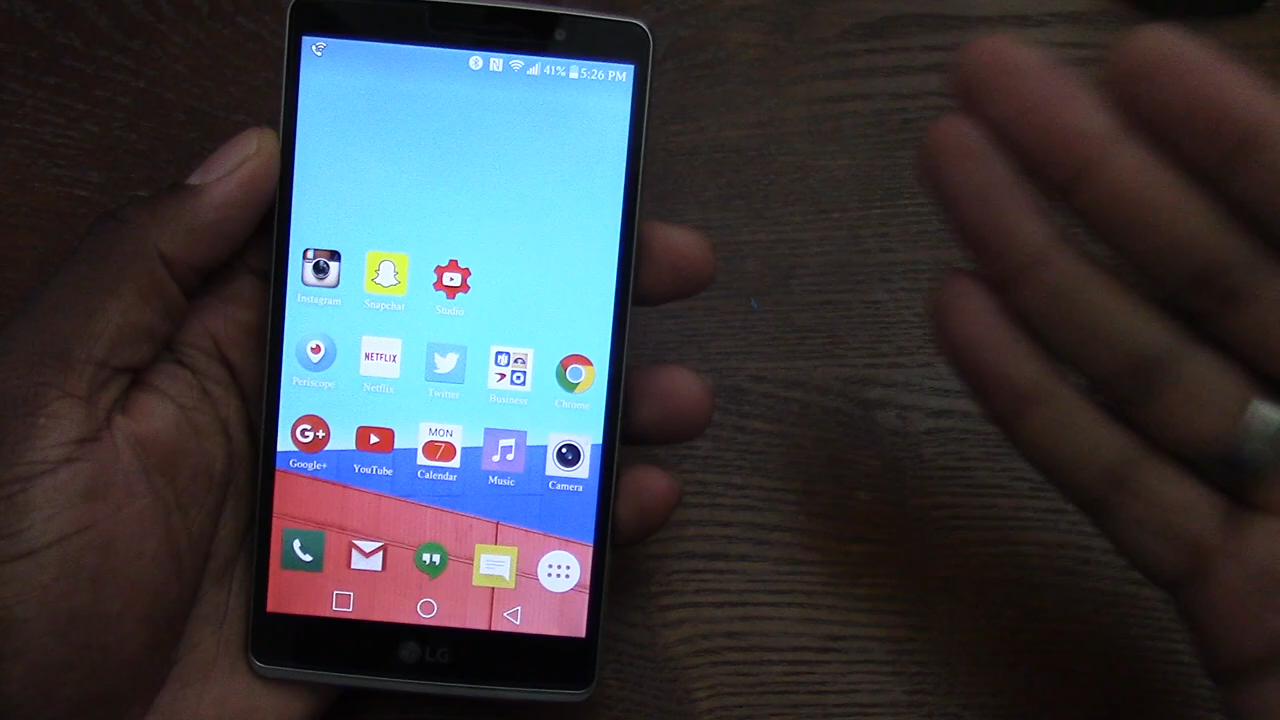 41% 5:26 PM
Instagram Snapchat Studio
NETFLIX
Periscope Netflix Twitter Business Chrome
G+ MON
7
Google+ YouTube Calendar Music Camera
LG